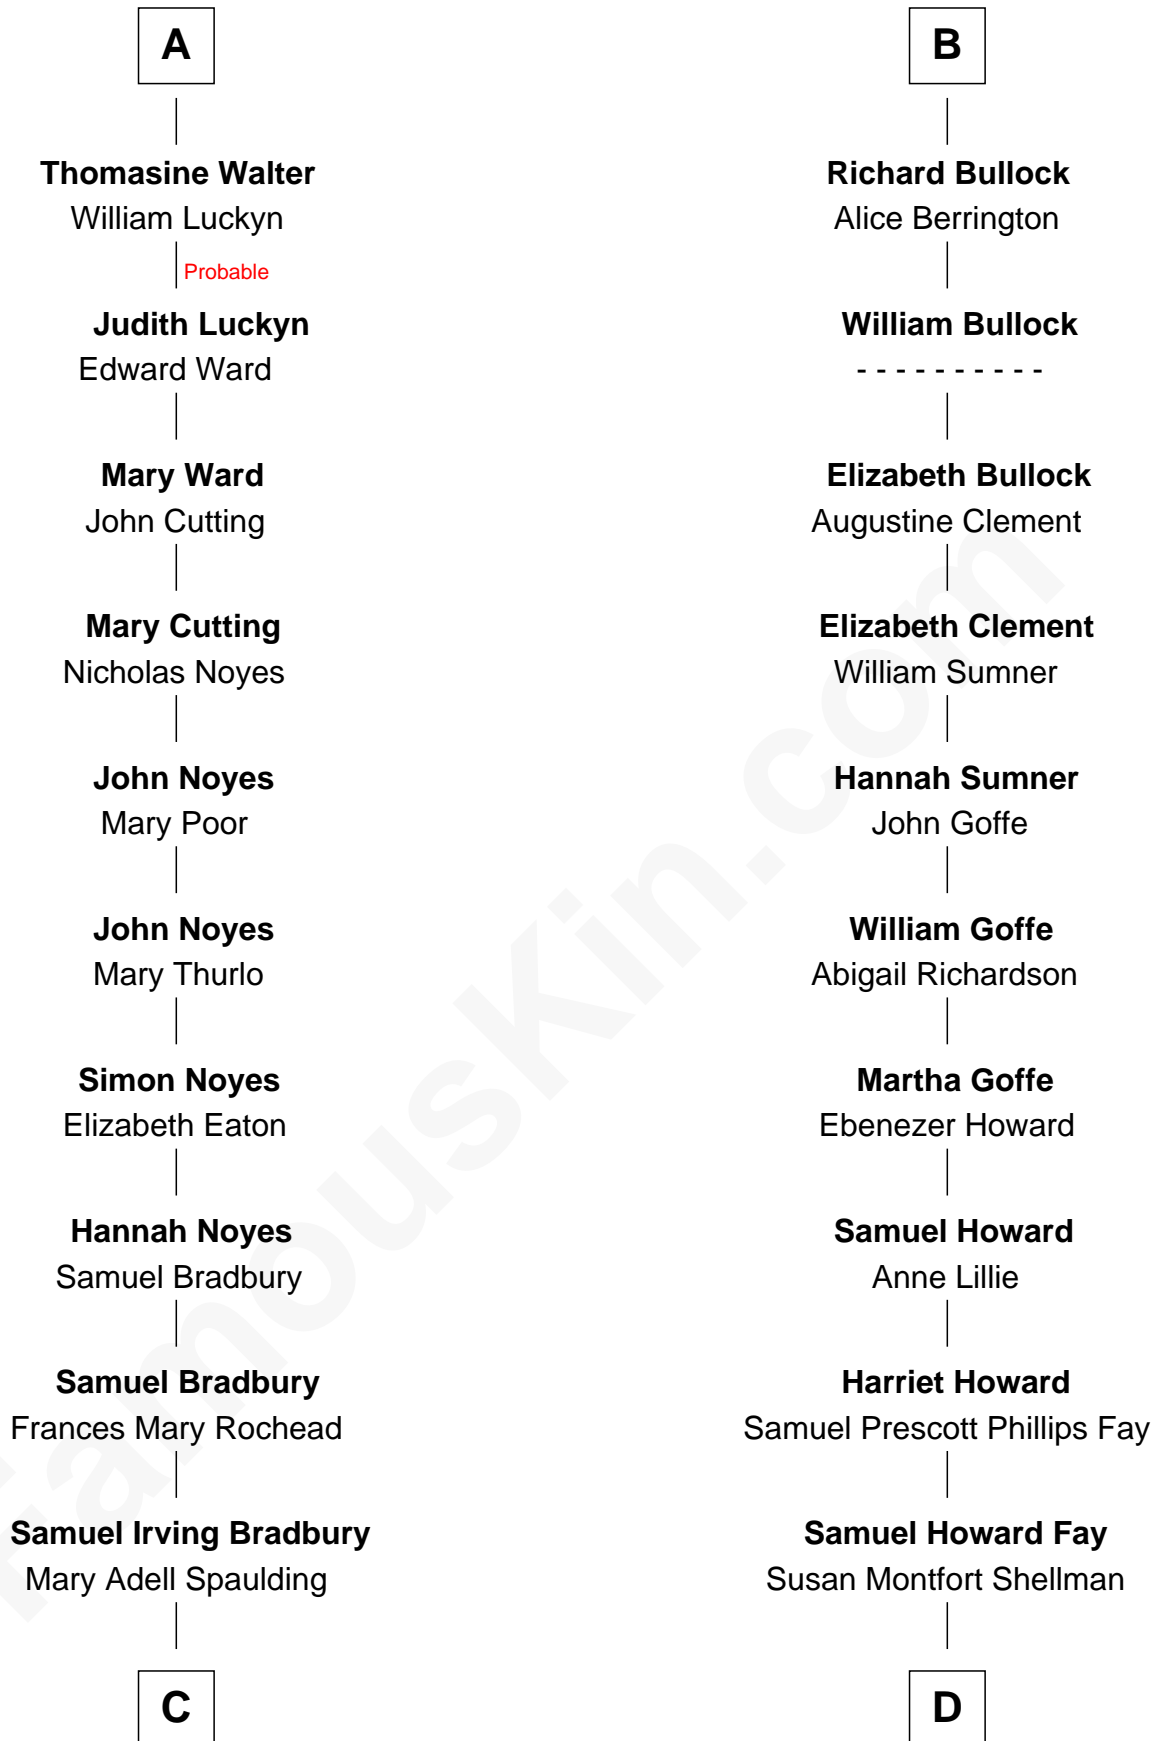 A
Thomasine Walter
William Luckyn
Probable
Judith Luckyn
Edward Ward
Mary Ward
John Cutting
Mary Cutting
Nicholas Noyes
John Noyes
Mary Poor
John Noyes
Mary Thurlo
Simon Noyes
Elizabeth Eaton
Hannah Noyes
Samuel Bradbury
Samuel Bradbury
Frances Mary Rochead
Samuel Irving Bradbury
Mary Adell Spaulding
C
B
Richard Bullock
Alice Berrington
William Bullock
- - - - - - - - - -
Elizabeth Bullock
Augustine Clement
Elizabeth Clement
William Sumner
Hannah Sumner
John Goffe
William Goffe
Abigail Richardson
Martha Goffe
Ebenezer Howard
Samuel Howard
Anne Lillie
Harriet Howard
Samuel Prescott Phillips Fay
Samuel Howard Fay
Susan Montfort Shellman
D
FamousKin.com